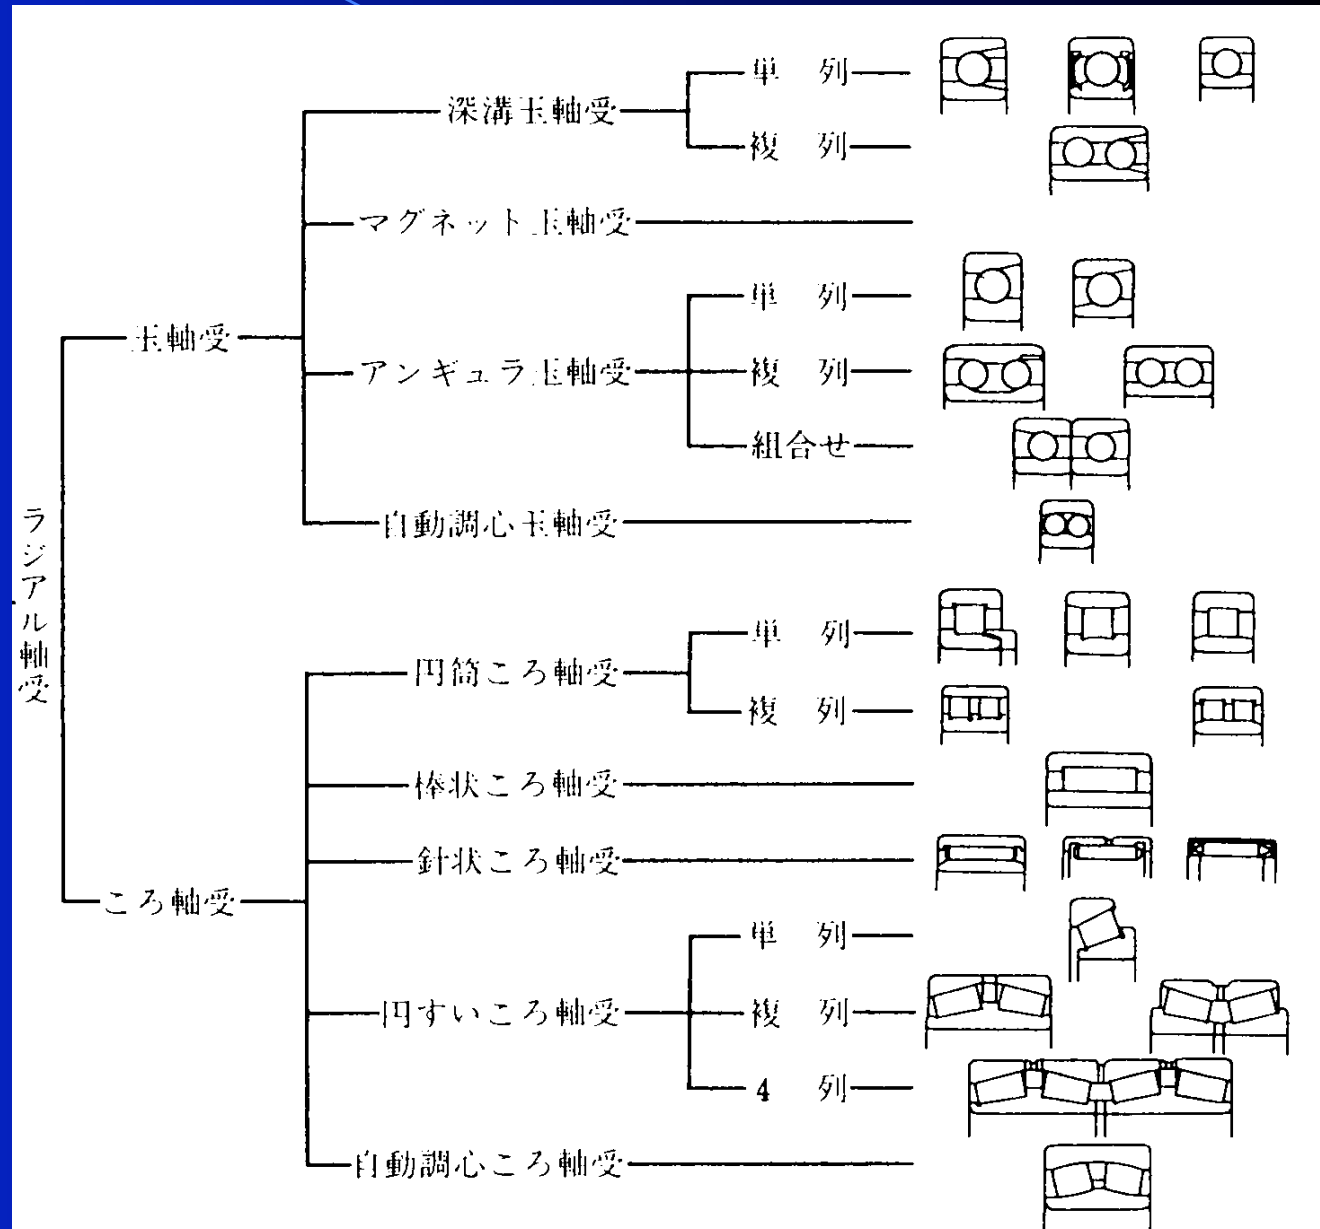 ラジアル軸受
玉軸受
深溝玉軸受
単 列
複 列
マグネット玉軸受
アンギュラ玉軸受
単 列
複 列
組合せ
自動調心玉軸受
ころ軸受
円筒ころ軸受
単 列
複 列
棒状ころ軸受
針状ころ軸受
円すいころ軸受
単 列
複 列
4 列
自動調心ころ軸受